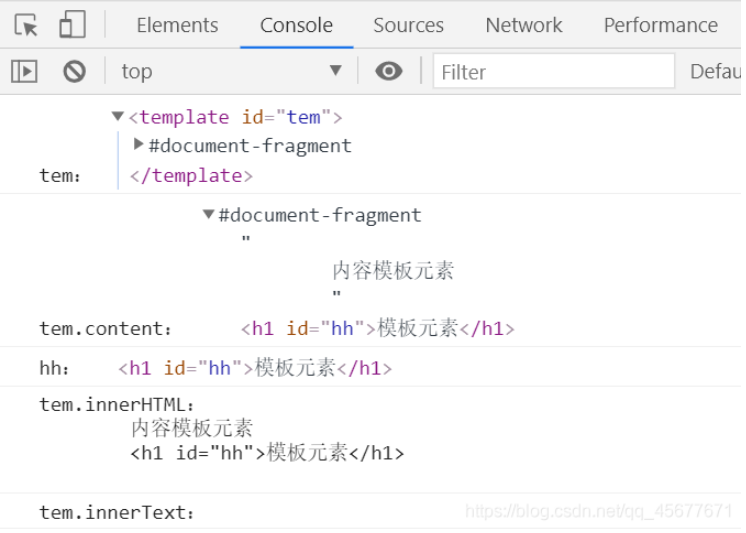 Elements Console Sources Network Performance
top Filter Defau
<template id="tem">
#document-fragment
tem: </template>
#document-fragment
"
内容模板元素
"
tem.content: <h1 id="hh">模板元素</h1>
hh: <h1 id="hh">模板元素</h1>
tem.innerHTML:
内容模板元素
<h1 id="hh">模板元素</h1>
tem.innerText:
https://blog.csdn.net/qq_45677671